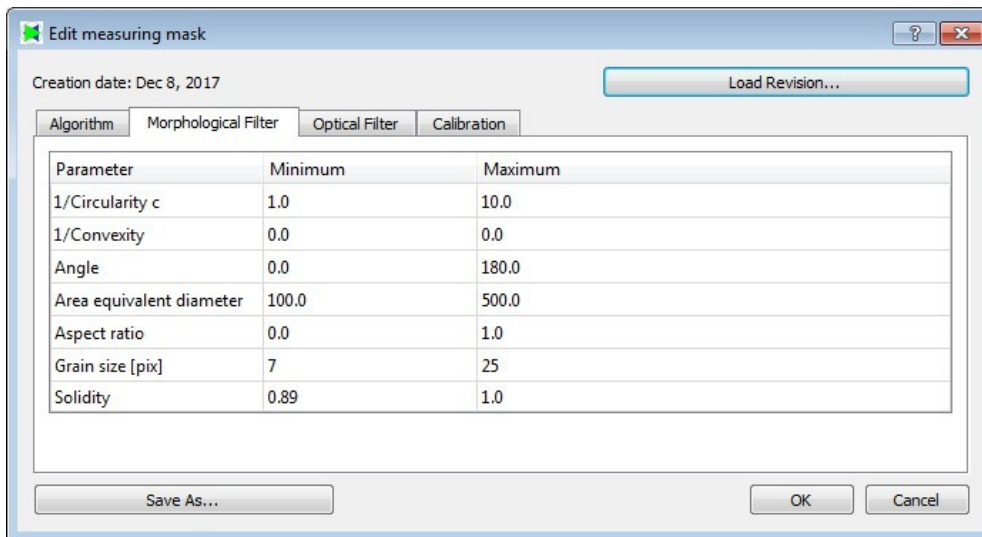 Edit measuring mask
Creation date: Dec 8, 2017 Load Revision...
Algorithm Morphological Filter Optical Filter Calibration
Parameter Minimum Maximum
1/Circularity c 1.0 10.0
1/Convexity 0.0 0.0
Angle 0.0 180.0
Area equivalent diameter 100.0 500.0
Aspect ratio 0.0 1.0
Grain size [pix] 7 25
Solidity 0.89 1.0
Save As... OK Cancel